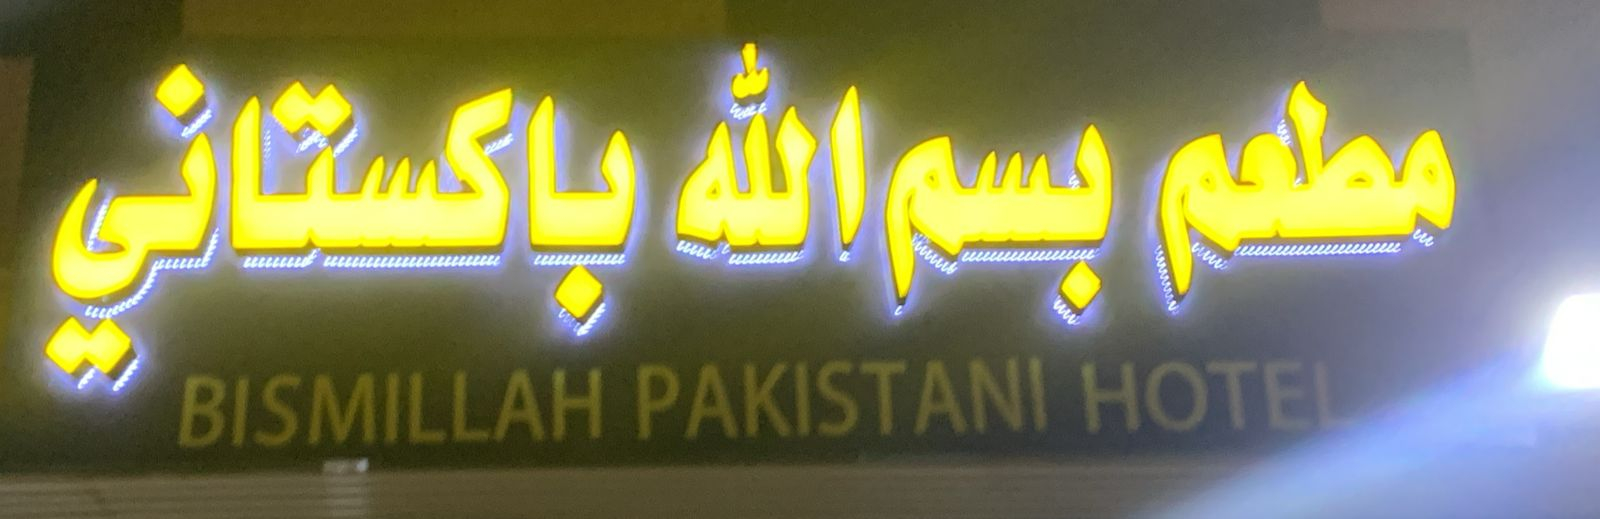 مطعم بسم الله باكستاني
BISMILLAH PAKISTANI HOTEL